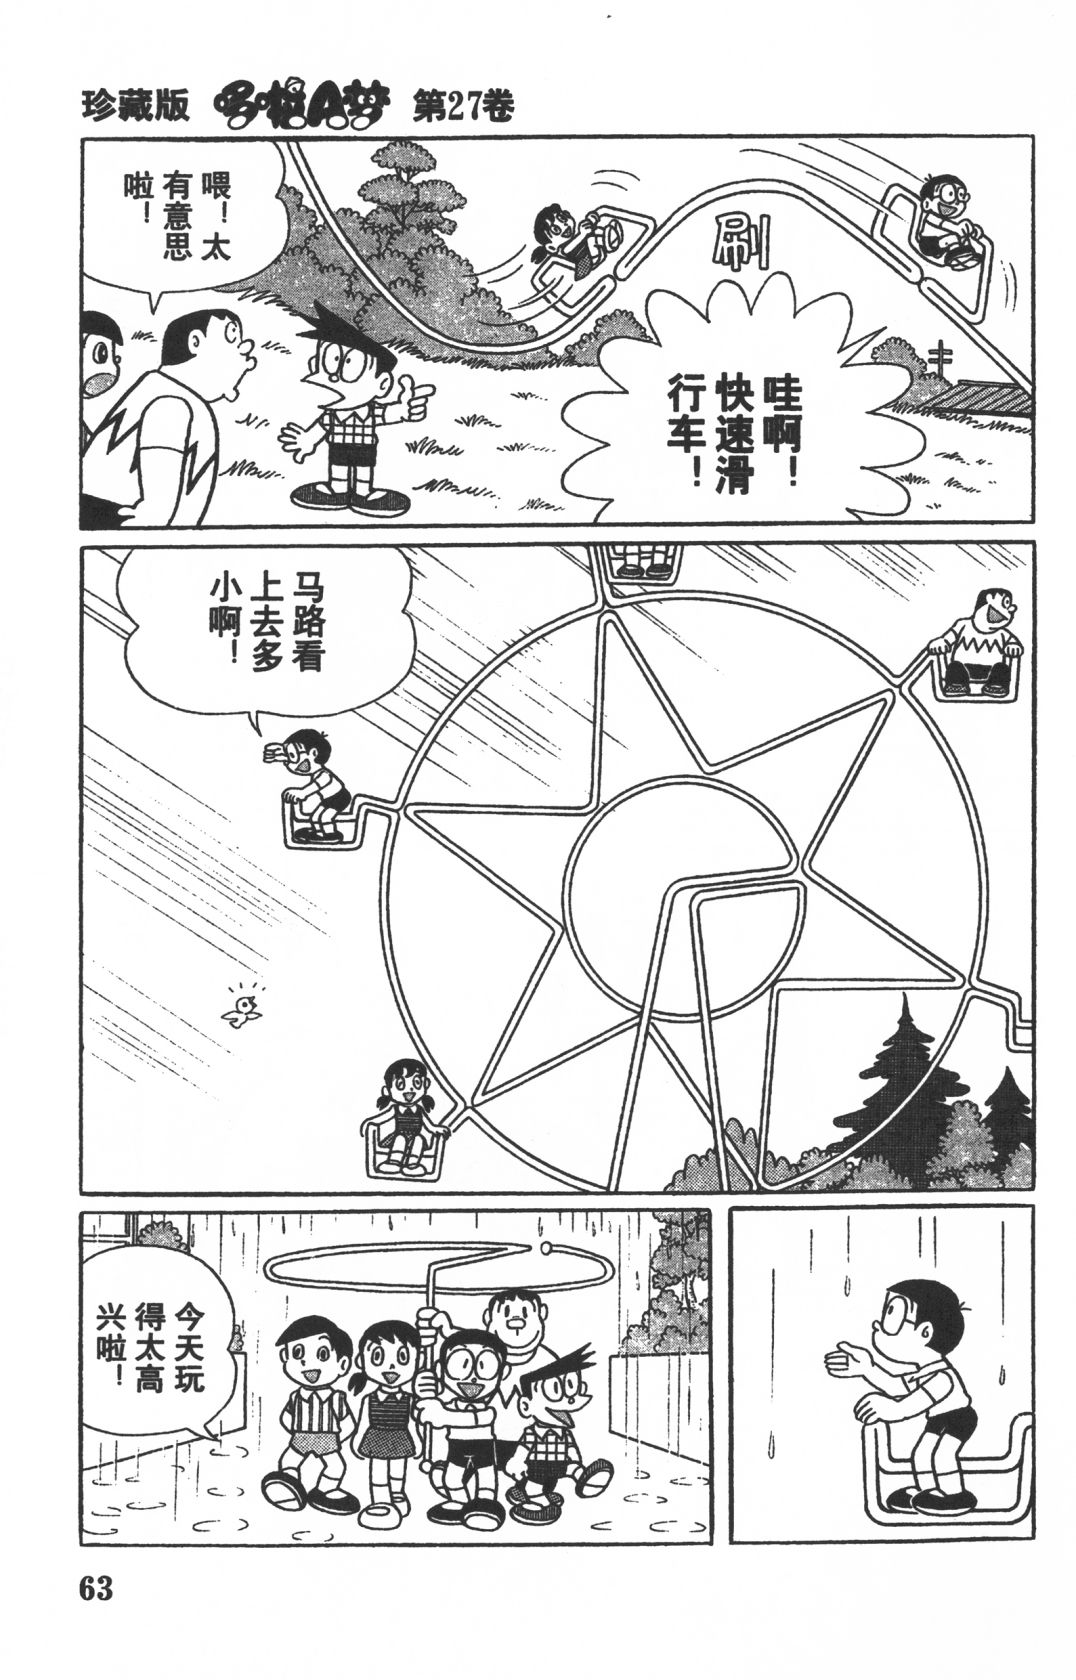 珍藏版 哆啦A梦 第27卷
哇啊！
快速滑
行车！
刷
喂！太
有意思
啦！
马路看
上去多
小啊！
今天玩
得太高
兴啦！
63